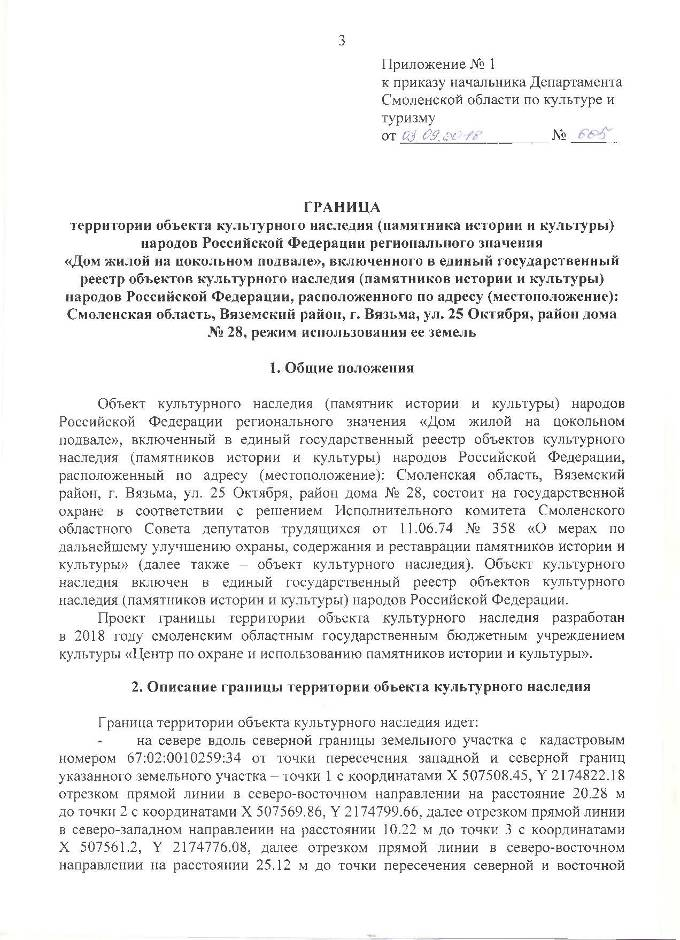 3
Приложение № 1
к приказу начальника Департамента
Смоленской области по культуре и
туризму
от 03 09.2018 № 665
ГРАНИЦА
территории объекта культурного наследия (памятника истории и культуры)
народов Российской Федерации регионального значения
«Дом жилой на цокольном подвале», включенного в единый государственный
реестр объектов культурного наследия (памятников истории и культуры)
народов Российской Федерации, расположенного по адресу (местоположение):
Смоленская область, Вяземский район, г. Вязьма, ул. 25 Октября, район дома
№ 28, режим использования ее земель
1. Общие положения
Объект культурного наследия (памятник истории и культуры) народов
Российской Федерации регионального значения «Дом жилой на цокольном
подвале», включенный в единый государственный реестр объектов культурного
наследия (памятников истории и культуры) народов Российской Федерации,
расположенный по адресу (местоположение): Смоленская область, Вяземский
район, г. Вязьма, ул. 25 Октября, район дома № 28, состоит на государственной
охране в соответствии с решением Исполнительного комитета Смоленского
областного Совета депутатов трудящихся от 11.06.74 № 358 «О мерах по
дальнейшему улучшению охраны, содержания и реставрации памятников истории и
культуры» (далее также – объект культурного наследия). Объект культурного
наследия включен в единый государственный реестр объектов культурного
наследия (памятников истории и культуры) народов Российской Федерации.
Проект границы территории объекта культурного наследия разработан
в 2018 году смоленским областным государственным бюджетным учреждением
культуры «Центр по охране и использованию памятников истории и культуры».
2. Описание границы территории объекта культурного наследия
Граница территории объекта культурного наследия идет:
- на севере вдоль северной границы земельного участка с кадастровым
номером 67:02:0010259:34 от точки пересечения западной и северной границ
указанного земельного участка – точки 1 с координатами X 507508.45, Y 2174822.18
отрезком прямой линии в северо-восточном направлении на расстояние 20.28 м
до точки 2 с координатами X 507569.86, Y 2174799.66, далее отрезком прямой линии
в северо-западном направлении на расстоянии 10.22 м до точки 3 с координатами
X 507561.2, Y 2174776.08, далее отрезком прямой линии в северо-восточном
направлении на расстоянии 25.12 м до точки пересечения северной и восточной